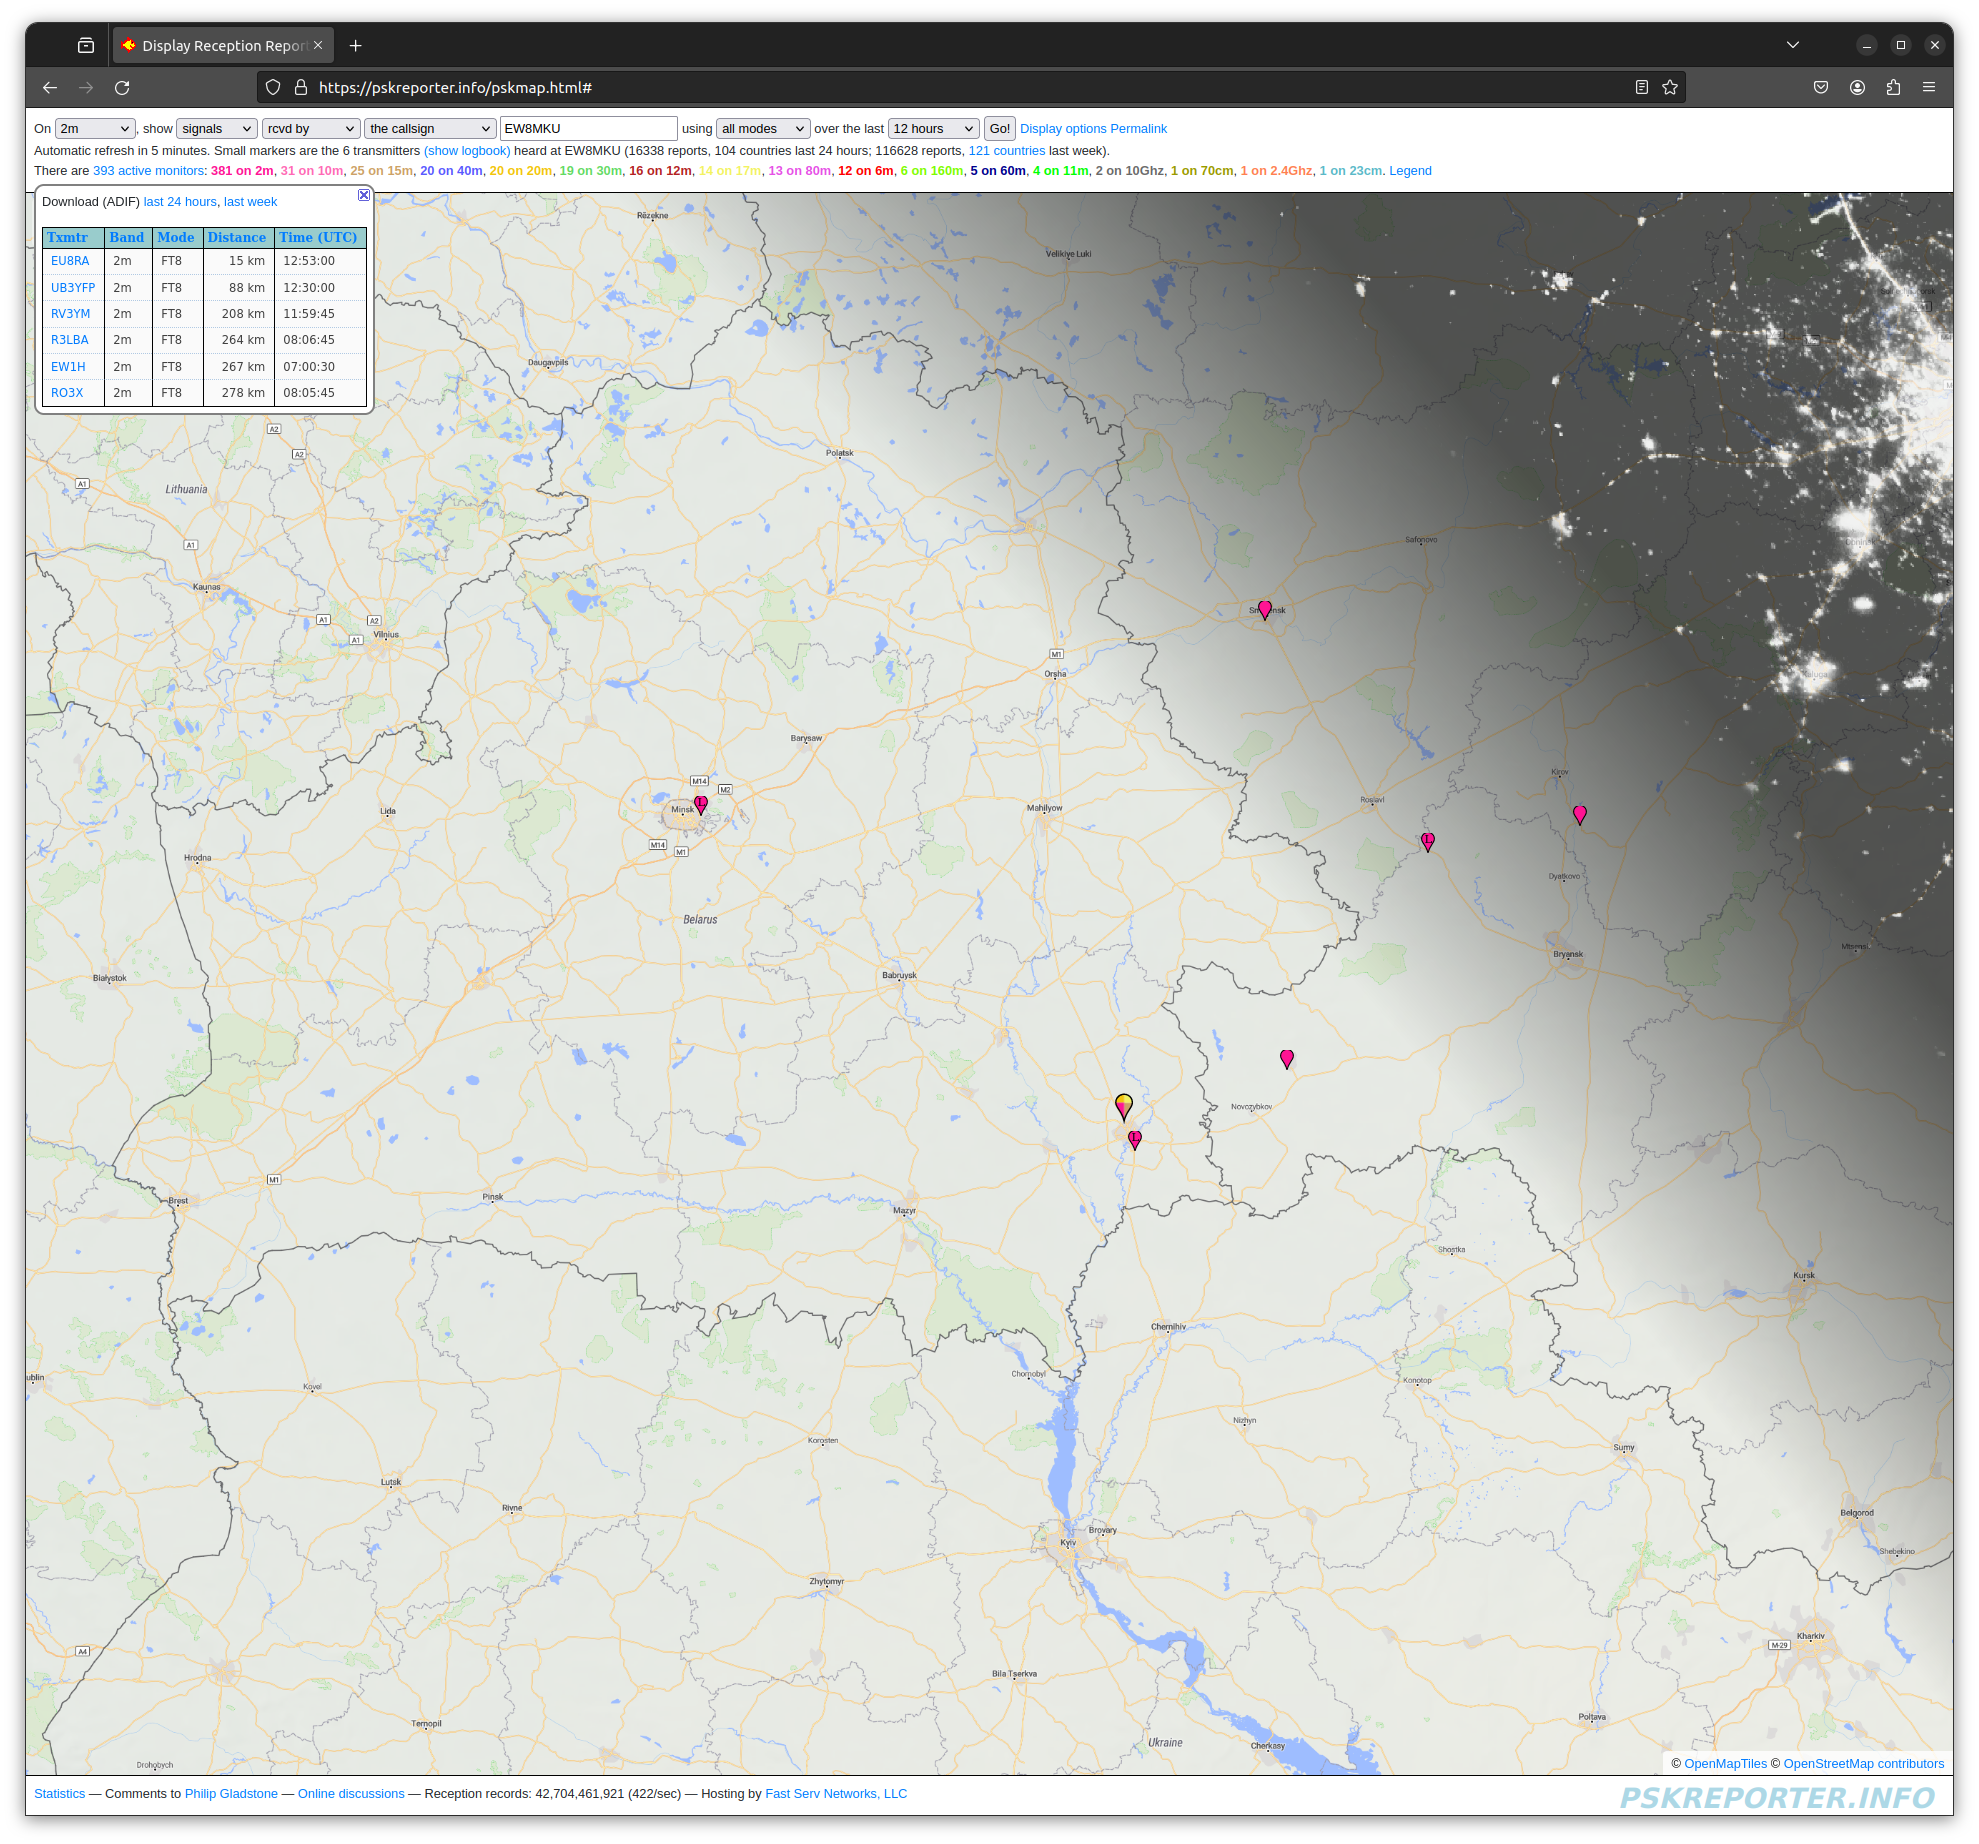 Display Reception Repor
https://pskreporter.info/pskmap.html#
On 2m, show signals rcvd by the callsign EW8MKU using all modes over the last 12 hours Go! Display options Permalink
Automatic refresh in 5 minutes. Small markers are the 6 transmitters (show logbook) heard at EW8MKU (16338 reports, 104 countries last 24 hours; 116628 reports, 121 countries last week).
There are 393 active monitors: 381 on 2m, 31 on 10m, 25 on 15m, 20 on 40m, 20 on 20m, 19 on 30m, 16 on 12m, 14 on 17m, 13 on 80m, 12 on 6m, 6 on 160m, 5 on 60m, 4 on 11m, 2 on 10Ghz, 1 on 70cm, 1 on 2.4Ghz, 1 on 23cm. Legend
Download (ADIF) last 24 hours, last week
Txmtr Band Mode Distance Time (UTC)
EU8RA 2m FT8 15 km 12:53:00
UB3YFP 2m FT8 88 km 12:30:00
RV3YM 2m FT8 208 km 11:59:45
R3LBA 2m FT8 264 km 08:06:45
EW1H 2m FT8 267 km 07:00:30
RO3X 2m FT8 278 km 08:05:45
Rēzekne
Velikiye Luki
Daugavpils
A2
A2
Polatsk
A1
Lithuania
A1
Safonovo
Kaunas
A1
A2
Vilnius
A1
M1
Orsha
Barysaw
Kirov
M14
M2
Roslavl
Lida
Minsk
Mahilyow
M14
M1
Hrodna
Dyatkovo
Belarus
Mtsensk
Bryansk
Białystok
Babruysk
Novozybkov
M1
Brest
Pinsk
Mazyr
Shostka
Kursk
Chernihiv
Chornobyl
ublin
Kovel
Konotop
Nizhyn
Korosten
Sumy
Lutsk
Rivne
Belgorod
Brovary
Kyiv
Shebekino
Zhytomyr
Kharkiv
M-29
A4
Bila Tserkva
Poltava
Ternopil
Ukraine
Cherkasy
Drohobych
© OpenMapTiles © OpenStreetMap contributors
Statistics — Comments to Philip Gladstone — Online discussions — Reception records: 42,704,461,921 (422/sec) — Hosting by Fast Serv Networks, LLC
PSKREPORTER.INFO